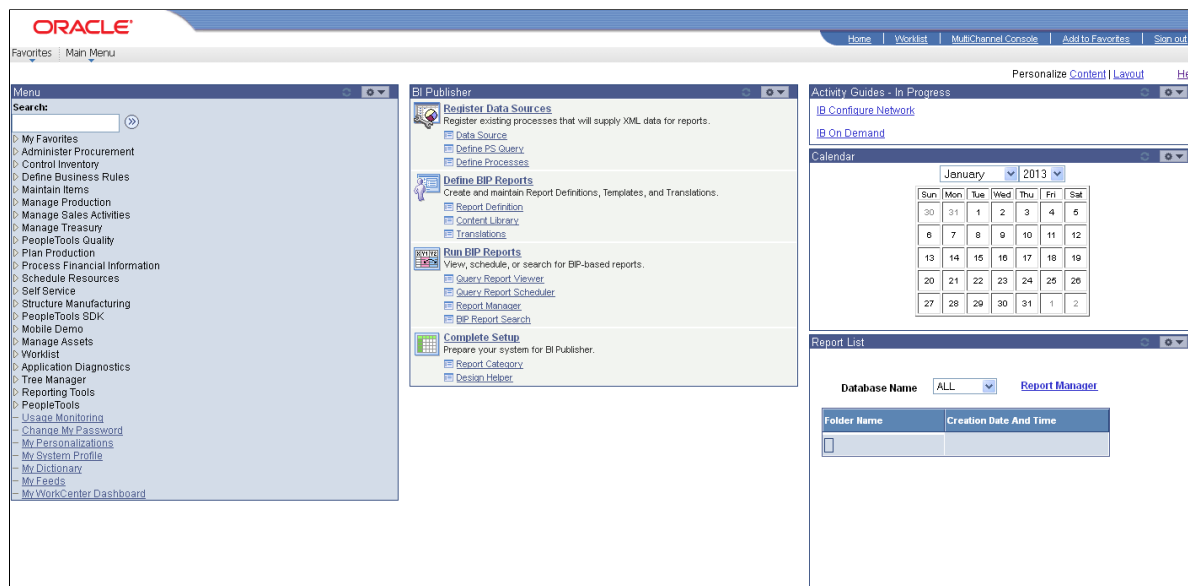 ORACLE
Home | Worklist | MultiChannel Console | Add to Favorites | Sign out
Favorites Main Menu
Personalize Content | Layout
Menu
Search:
My Favorites
Administer Procurement
Control Inventory
Define Business Rules
Maintain Items
Manage Production
Manage Sales Activities
Manage Treasury
PeopleTools Quality
Plan Production
Process Financial Information
Schedule Resources
Self Service
Structure Manufacturing
PeopleTools SDK
Mobile Demo
Manage Assets
Worklist
Application Diagnostics
Tree Manager
Reporting Tools
PeopleTools
Usage Monitoring
Change My Password
My Personalizations
My System Profile
My Dictionary
My Feeds
My WorkCenter Dashboard
BI Publisher
Register Data Sources
Register existing processes that will supply XML data for reports.
Data Source
Define PS Query
Define Processes
Define BIP Reports
Create and maintain Report Definitions, Templates, and Translations.
Report Definition
Content Library
Translations
Run BIP Reports
View, schedule, or search for BIP-based reports.
Query Report Viewer
Query Report Scheduler
Report Manager
BIP Report Search
Complete Setup
Prepare your system for BI Publisher.
Report Category
Design Helper
Activity Guides - In Progress
IB Configure Network
IB On Demand
Calendar
January 2013
Sun Mon Tue Wed Thu Fri Sat
30 31 1 2 3 4 5
6 7 8 9 10 11 12
13 14 15 16 17 18 19
20 21 22 23 24 25 26
27 28 29 30 31 1 2
Report List
Database Name ALL Report Manager
Folder Name Creation Date And Time